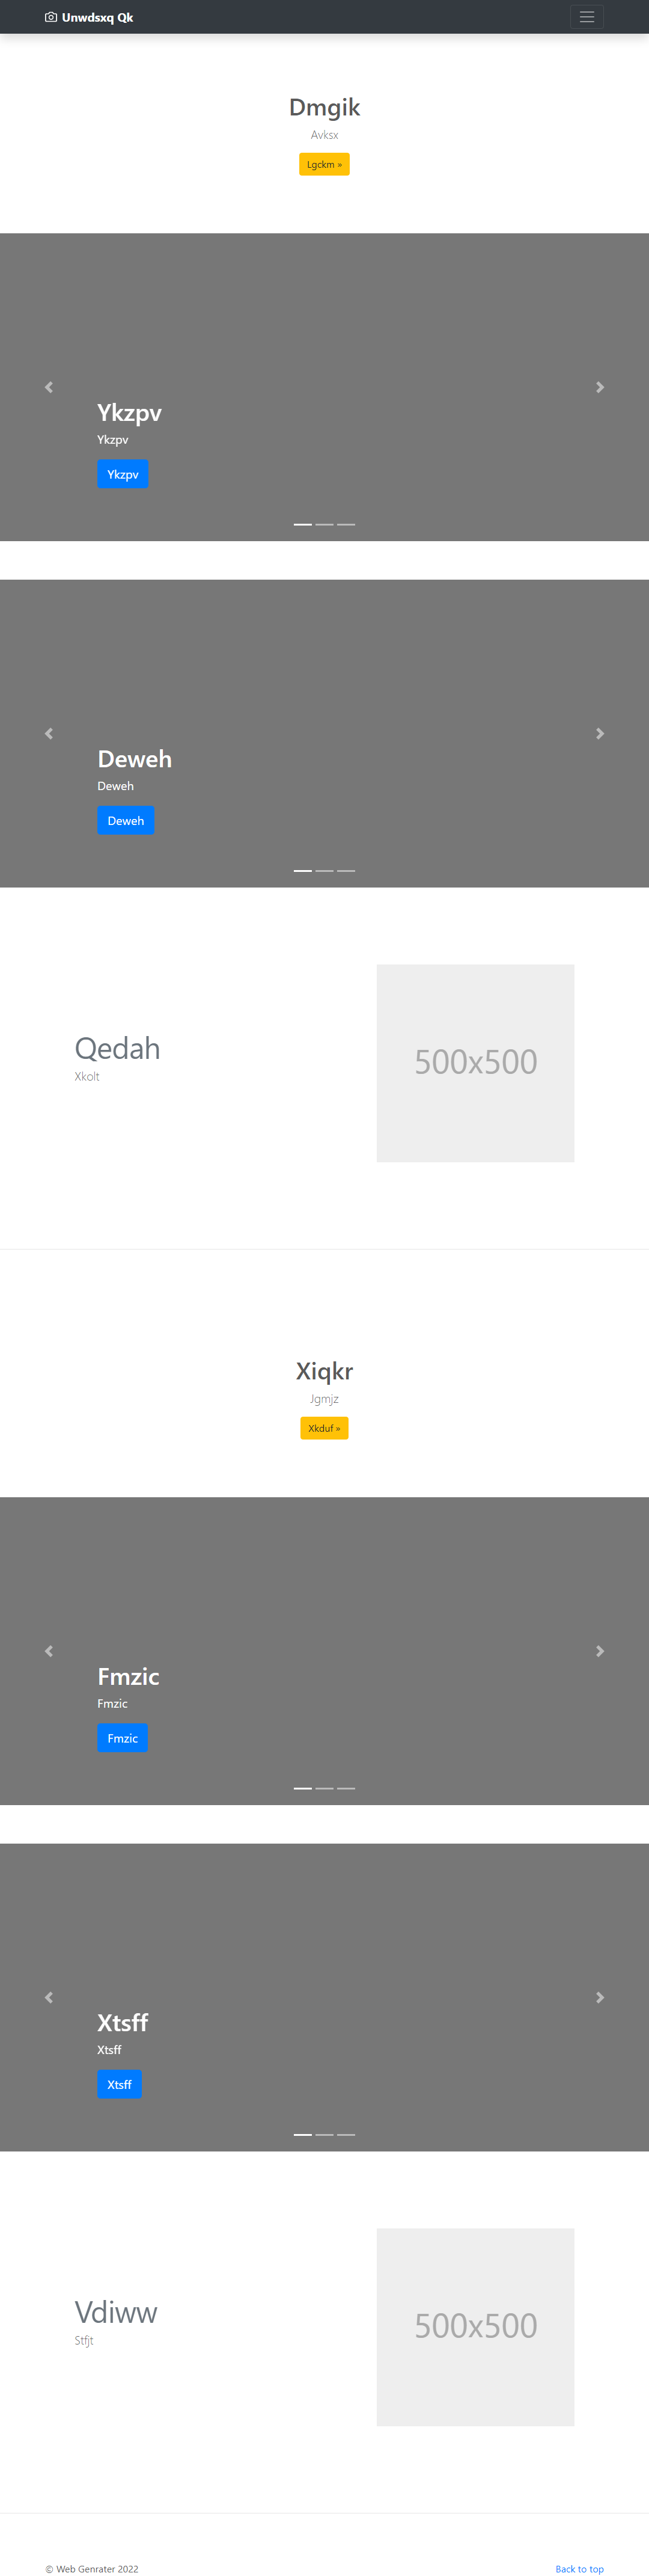 Unwdsxq Qk
Dmgik
Avksx
Lgckm »
Ykzpv
Ykzpv
Ykzpv
Deweh
Deweh
Deweh
Qedah
Xkolt
500x500
Xiqkr
Jgmjz
Xkduf »
Fmzic
Fmzic
Fmzic
Xtsff
Xtsff
Xtsff
Vdiww
Stfjt
500x500
© Web Genrater 2022
Back to top